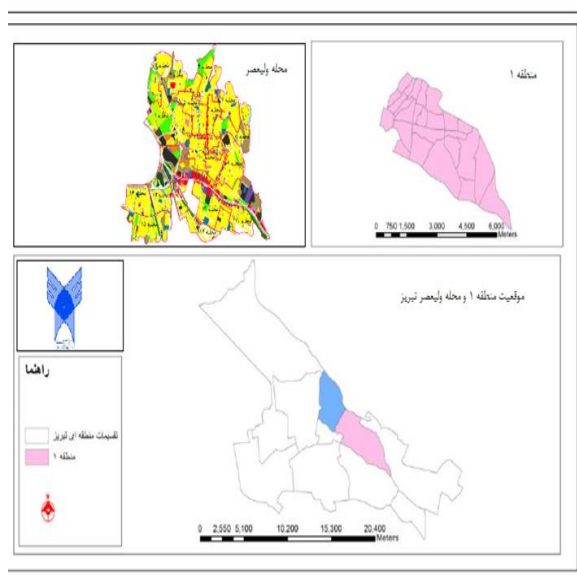 محله ولیعصر
منطقه ۱
0 750 1,500 3,000 4,500 6,000
Meters
موقعیت منطقه ۱ و محله ولیعصر تبریز
راهنما
تقسیمات منطقه ای تبریز
منطقه ۱
0 2,550 5,100 10,200 15,300 20,400
Meters